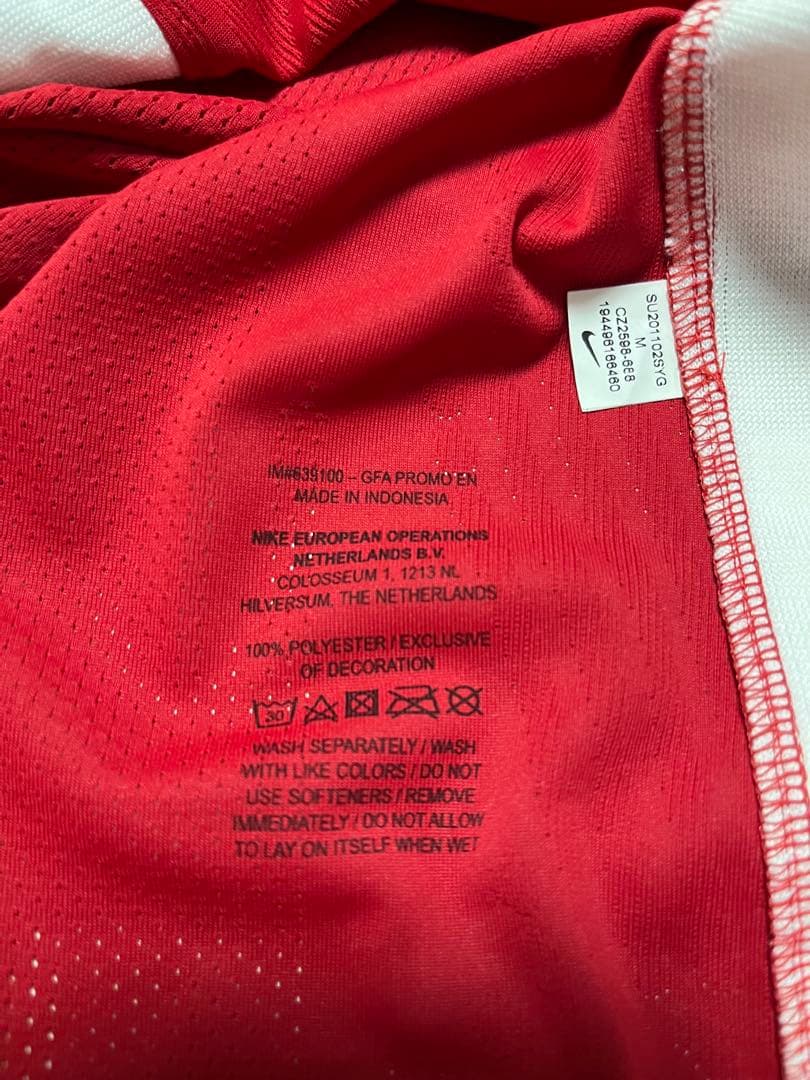 SU201102SYG
M
CZ2598-688
194496166460
IM#639100 – GFA PROMO EN
MADE IN INDONESIA
NIKE EUROPEAN OPERATIONS
NETHERLANDS B.V.
COLOSSEUM 1, 1213 NL
HILVERSUM, THE NETHERLANDS
100% POLYESTER / EXCLUSIVE
OF DECORATION
30
WASH SEPARATELY / WASH
WITH LIKE COLORS / DO NOT
USE SOFTENERS / REMOVE
IMMEDIATELY / DO NOT ALLOW
TO LAY ON ITSELF WHEN WET